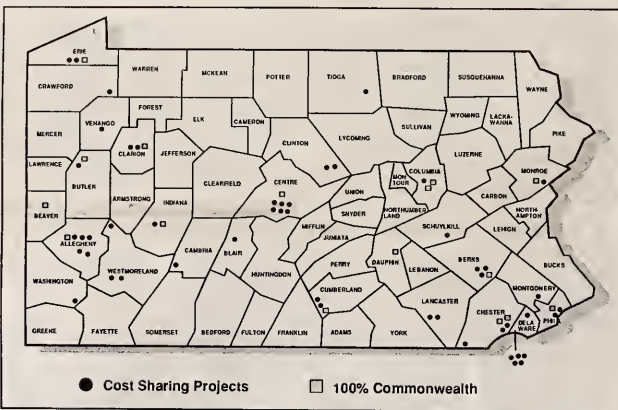 ERIE
CRAWFORD
WARREN
MCKEAN
POTTER
TIOGA
BRADFORD
SUSQUEHANNA
WAYNE
FOREST
ELK
CAMERON
SULLIVAN
WYOMING
LACKA-
WANNA
PIKE
MERCER
VENANGO
CLARION
JEFFERSON
CLINTON
LYCOMING
COLUMBIA
LUZERNE
MONROE
LAWRENCE
BUTLER
ARMSTRONG
INDIANA
CLEARFIELD
CENTRE
UNION
MON
TOUR
SNYDER
NORTHUMBER
LAND
CARBON
NORTH-
AMPTON
BEAVER
ALLEGHENY
WESTMORELAND
CAMBRIA
BLAIR
HUNTINGDON
MIFFLIN
JUNIATA
PERRY
DAUPHIN
LEBANON
SCHUYLKILL
LEHIGH
BERKS
BUCKS
MONTGOMERY
WASHINGTON
CUMBERLAND
LANCASTER
CHESTER
DELA
WARE
PHI
GREENE
FAYETTE
SOMERSET
BEDFORD
FULTON
FRANKLIN
ADAMS
YORK
Cost Sharing Projects
100% Commonwealth